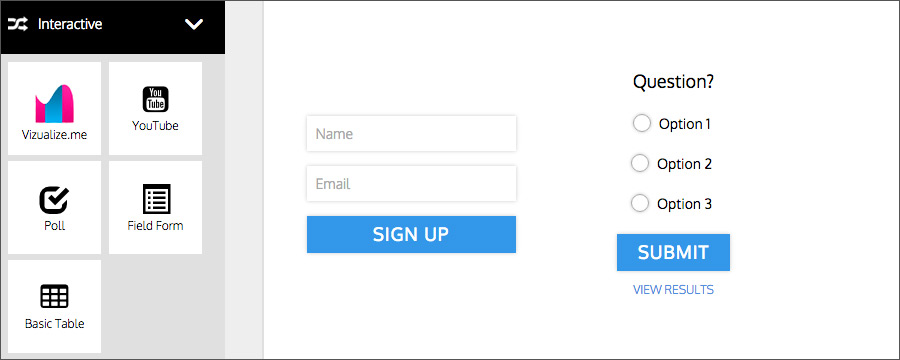 Interactive
Vizualize.me
You
Tube
YouTube
Poll
Field Form
Basic Table
Name
Email
SIGN UP
Question?
Option 1
Option 2
Option 3
SUBMIT
VIEW RESULTS